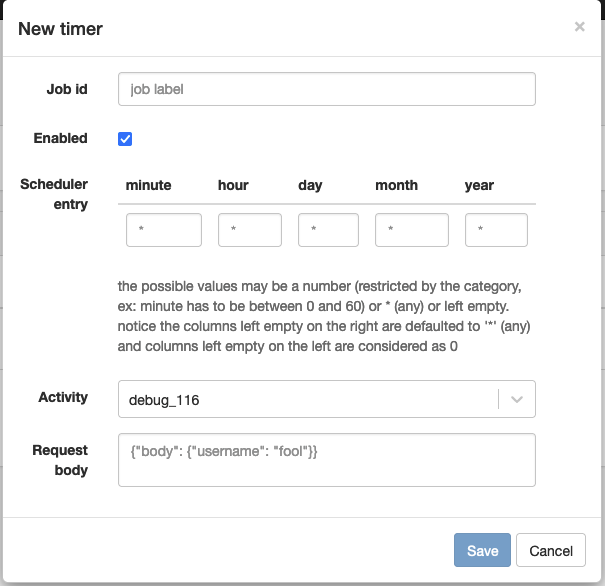 New timer ×
Job id job label
Enabled
Scheduler entry minute hour day month year
* * * * *
the possible values may be a number (restricted by the category,
ex: minute has to be between 0 and 60) or * (any) or left empty.
notice the columns left empty on the right are defaulted to '*' (any)
and columns left empty on the left are considered as 0
Activity debug_116
Request body {"body": {"username": "fool"}}
Save Cancel